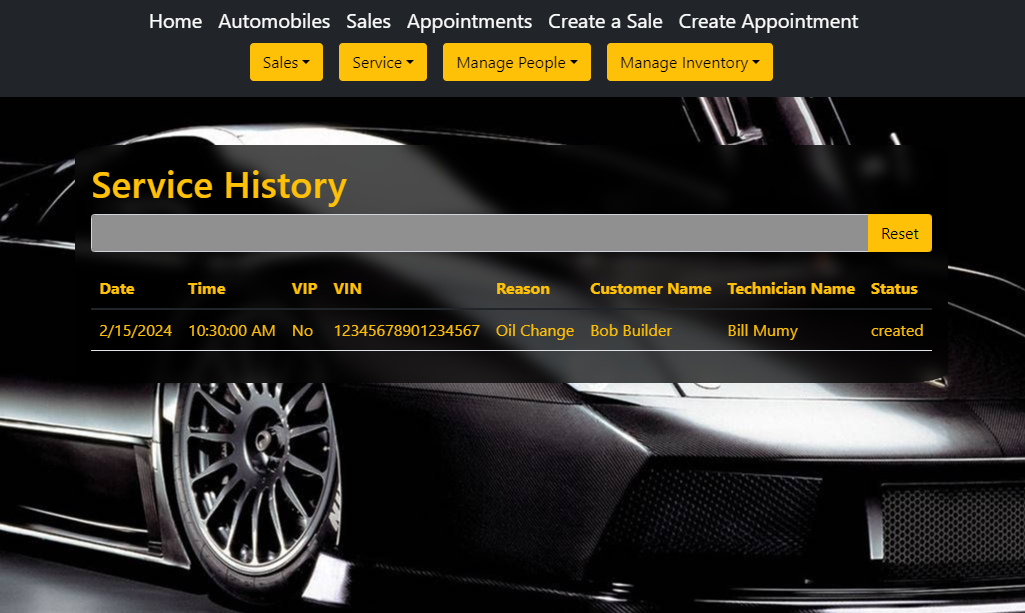 Home Automobiles Sales Appointments Create a Sale Create Appointment
Sales Service Manage People Manage Inventory
Service History
Reset
Date Time VIP VIN Reason Customer Name Technician Name Status
2/15/2024 10:30:00 AM No 12345678901234567 Oil Change Bob Builder Bill Mumy created